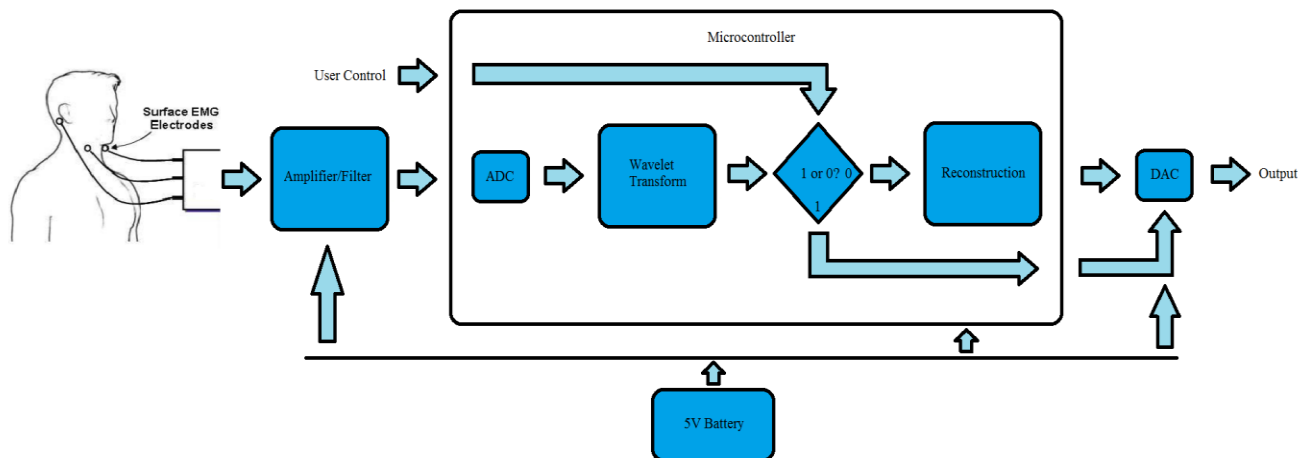 Microcontroller
User Control
Surface EMG
Electrodes
Amplifier/Filter
ADC
Wavelet
Transform
1 or 0? 0
1
Reconstruction
DAC
Output
5V Battery